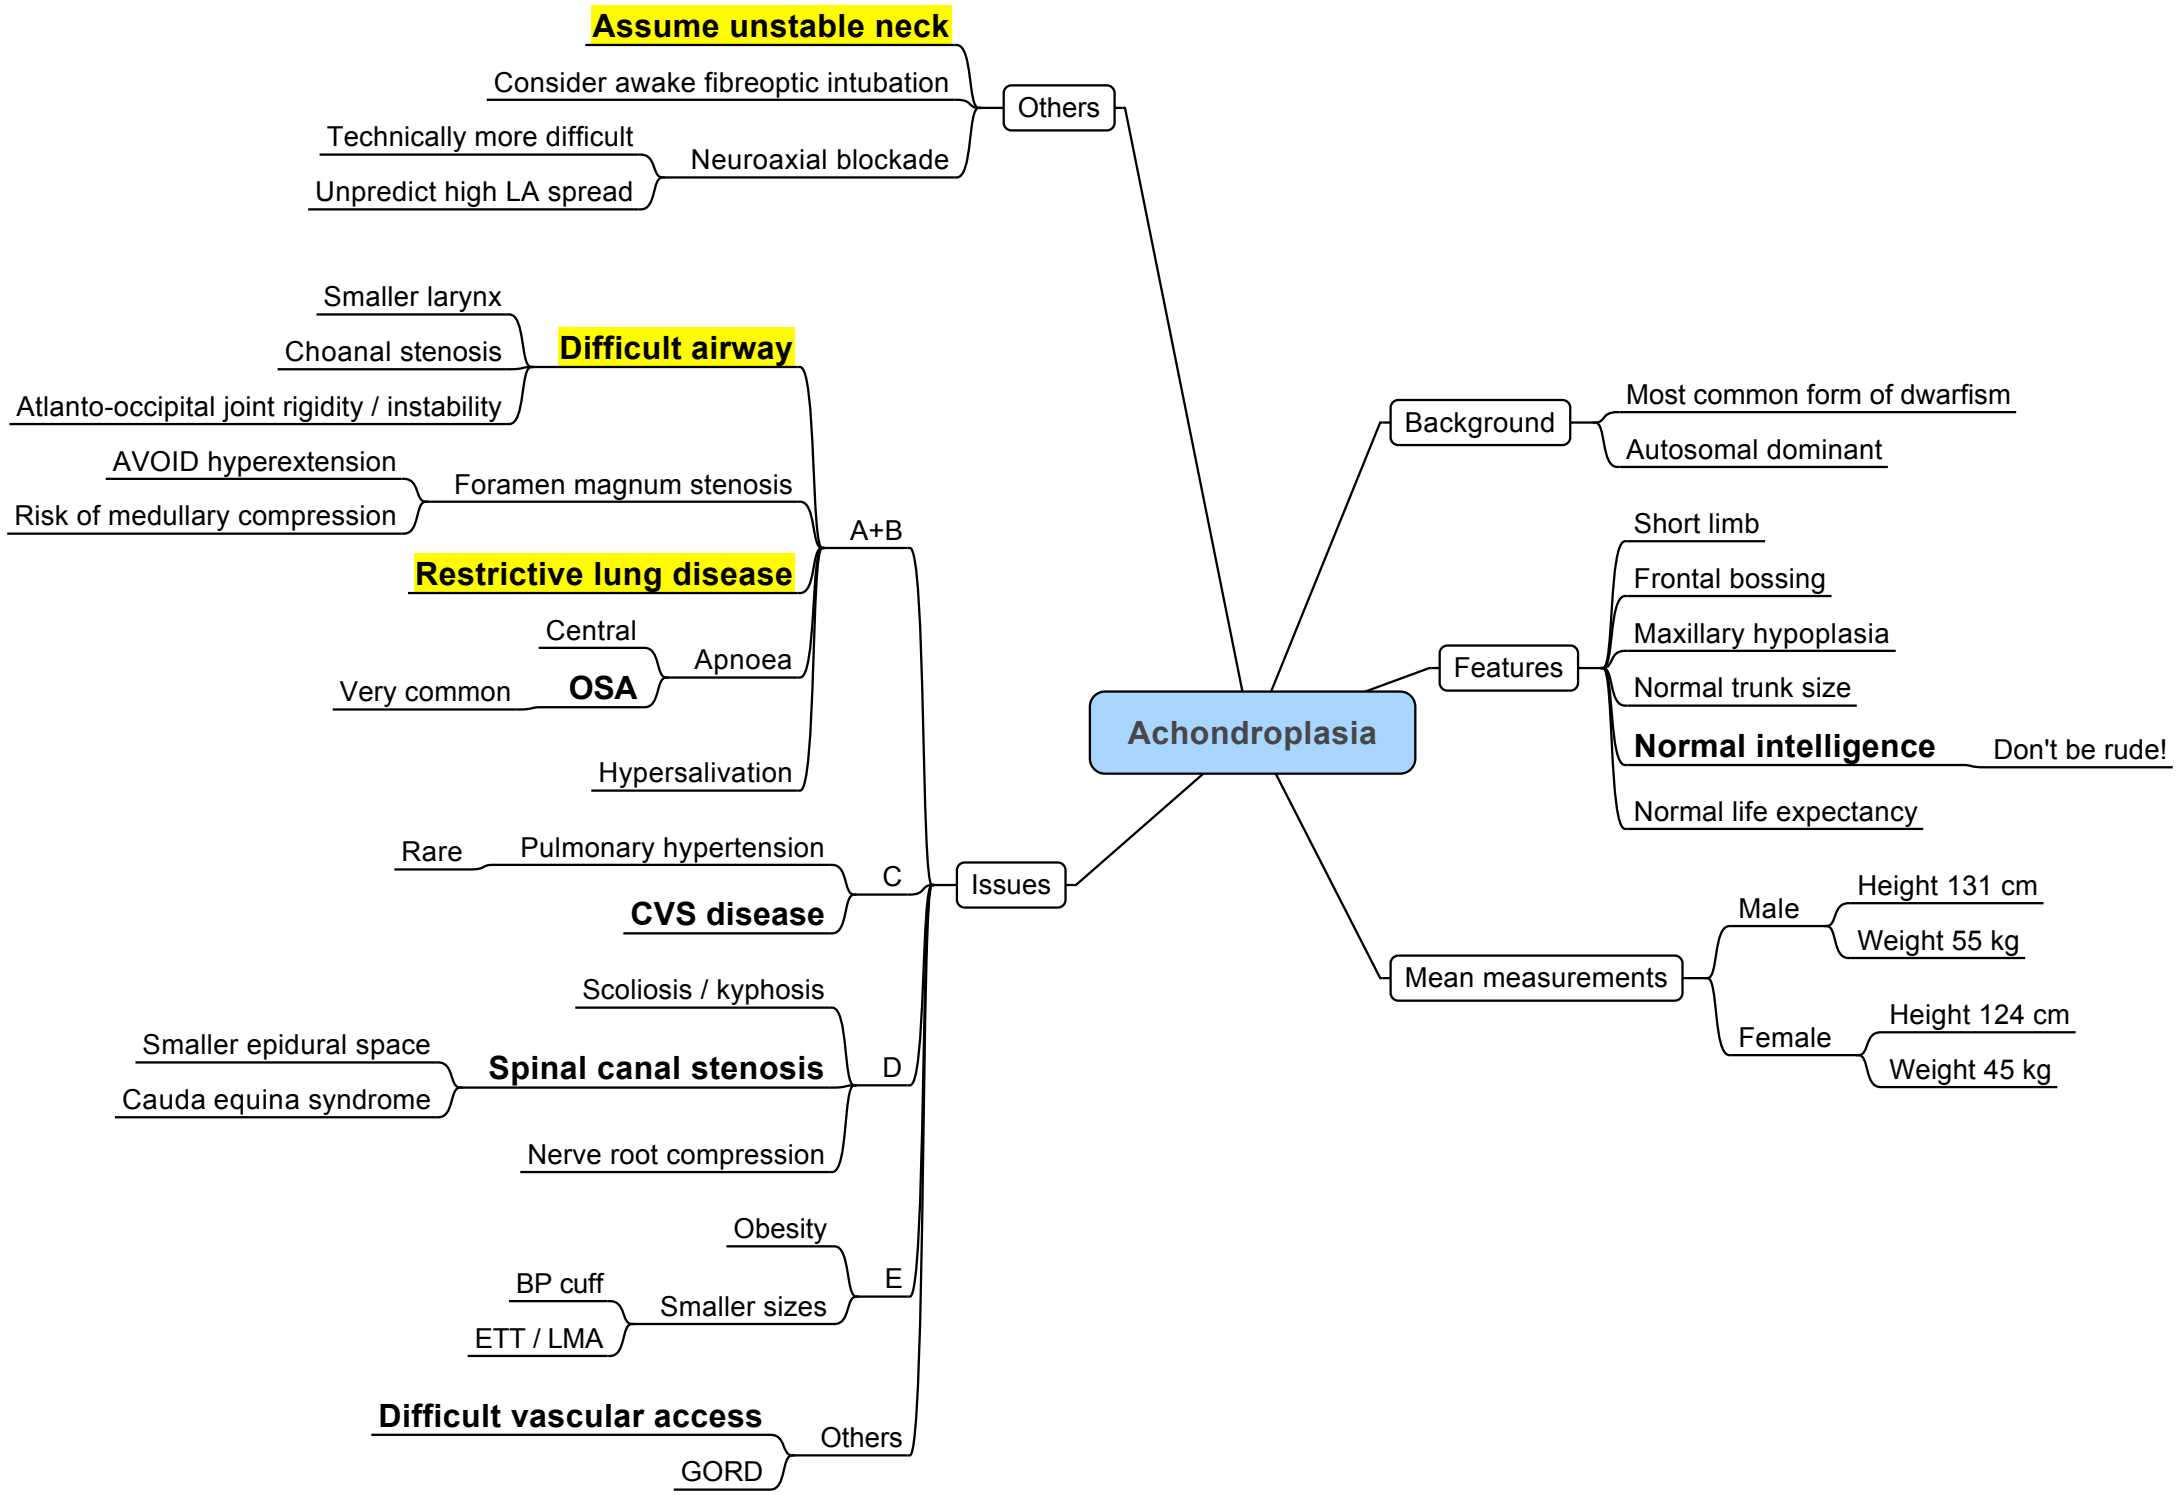 Achondroplasia
Background
Most common form of dwarfism
Autosomal dominant
Features
Short limb
Frontal bossing
Maxillary hypoplasia
Normal trunk size
Normal intelligence
Don't be rude!
Normal life expectancy
Mean measurements
Male
Height 131 cm
Weight 55 kg
Female
Height 124 cm
Weight 45 kg
Issues
A+B
Difficult airway
Smaller larynx
Choanal stenosis
Atlanto-occipital joint rigidity / instability
Foramen magnum stenosis
AVOID hyperextension
Risk of medullary compression
Restrictive lung disease
Apnoea
Central
OSA
Very common
Hypersalivation
C
Pulmonary hypertension
Rare
CVS disease
D
Scoliosis / kyphosis
Spinal canal stenosis
Smaller epidural space
Cauda equina syndrome
Nerve root compression
E
Obesity
Smaller sizes
BP cuff
ETT / LMA
Others
Difficult vascular access
GORD
Others
Assume unstable neck
Consider awake fibreoptic intubation
Neuroaxial blockade
Technically more difficult
Unpredict high LA spread